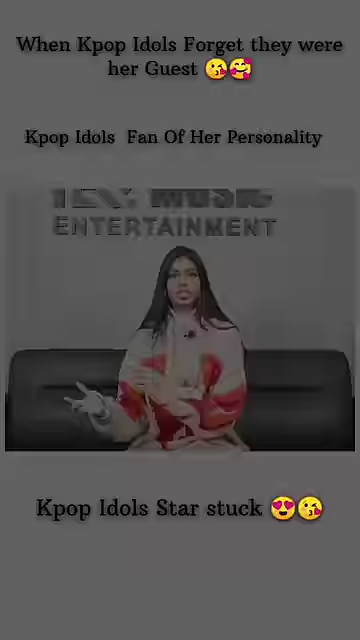 When Kpop Idols Forget they were
her Guest 😘🥰
Kpop Idols Fan Of Her Personality
MUSIC
ENTERTAINMENT
Kpop Idols Star stuck 😍😘